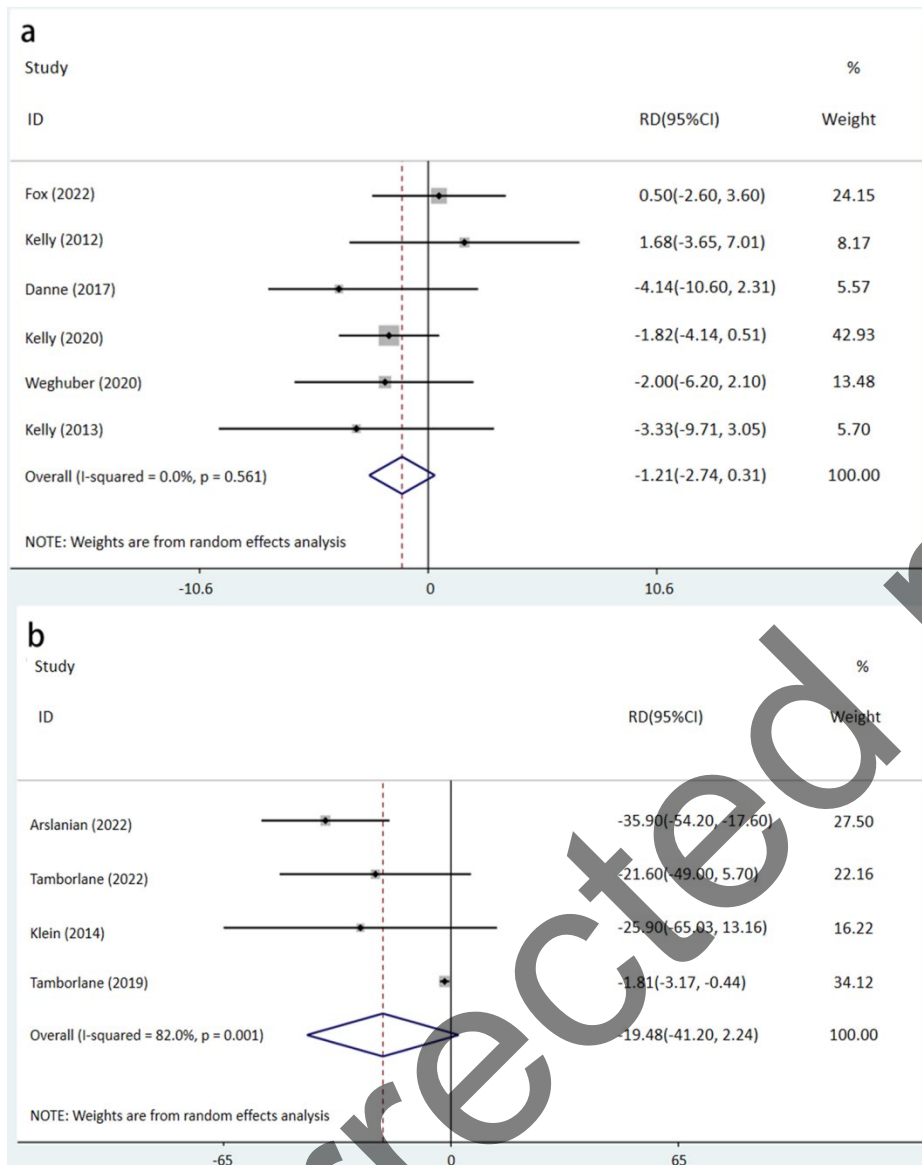 a
Study %
ID RD(95%CI) Weight
Fox (2022) 0.50(-2.60, 3.60) 24.15
Kelly (2012) 1.68(-3.65, 7.01) 8.17
Danne (2017) -4.14(-10.60, 2.31) 5.57
Kelly (2020) -1.82(-4.14, 0.51) 42.93
Weghuber (2020) -2.00(-6.20, 2.10) 13.48
Kelly (2013) -3.33(-9.71, 3.05) 5.70
Overall (I-squared = 0.0%, p = 0.561) -1.21(-2.74, 0.31) 100.00
NOTE: Weights are from random effects analysis
-10.6 0 10.6
b
Study %
ID RD(95%CI) Weight
Arslanian (2022) -35.90(-54.20, -17.60) 27.50
Tamborlane (2022) -21.60(-49.00, 5.70) 22.16
Klein (2014) -25.90(-65.03, 13.16) 16.22
Tamborlane (2019) -1.81(-3.17, -0.44) 34.12
Overall (I-squared = 82.0%, p = 0.001) -19.48(-41.20, 2.24) 100.00
NOTE: Weights are from random effects analysis
-65 0 65
rrected